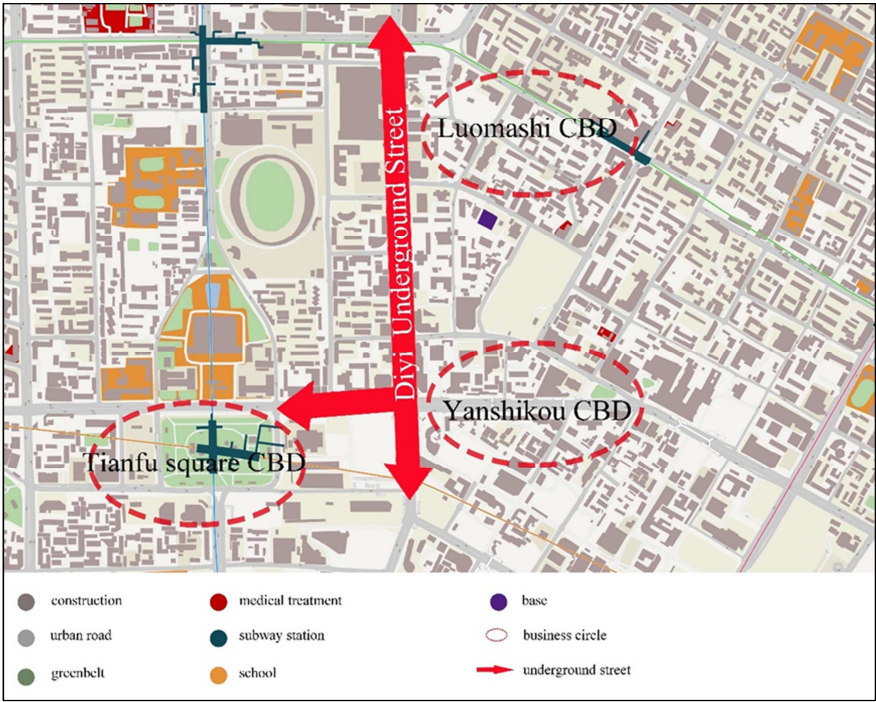 Luomashi CBD
Diyi Underground Street
Yanshikou CBD
Tianfu square CBD
construction
medical treatment
base
urban road
subway station
business circle
greenbelt
school
underground street